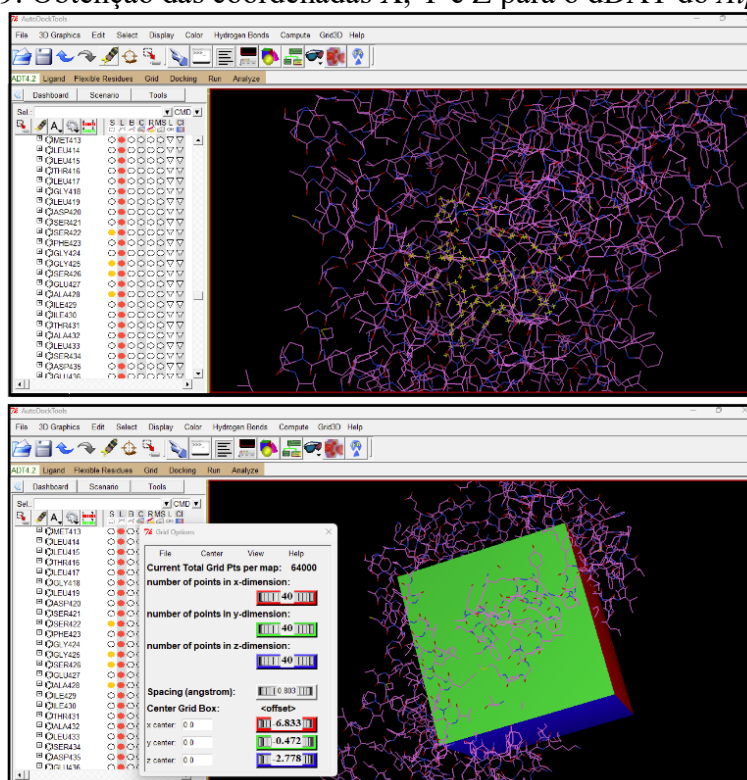 9. Obtenção das coordenadas X, Y e Z para o dDAT do
AutoDockTools
File 3D Graphics Edit Select Display Color Hydrogen Bonds Compute Grid3D Help
ADT4.2 Ligand Flexible Residues Grid Docking Run Analyze
Dashboard Scenario Tools
Sel.: CMD
S L B C R MS L Cl
MET413
LEU414
LEU415
THR416
LEU417
GLY418
LEU419
ASP420
SER421
SER422
PHE423
GLY424
GLY425
SER426
GLU427
ALA428
ILE429
ILE430
THR431
ALA432
LEU433
SER434
ASP435
GLU436
AutoDockTools
File 3D Graphics Edit Select Display Color Hydrogen Bonds Compute Grid3D Help
ADT4.2 Ligand Flexible Residues Grid Docking Run Analyze
Dashboard Scenario Tools
Sel.: CMD
S L B C R MS L Cl
MET413
LEU414
LEU415
THR416
LEU417
GLY418
LEU419
ASP420
SER421
SER422
PHE423
GLY424
GLY425
SER426
GLU427
ALA428
ILE429
ILE430
THR431
ALA432
LEU433
SER434
ASP435
GLU436
Grid Options
File Center View Help
Current Total Grid Pts per map: 64000
number of points in x-dimension:
40
number of points in y-dimension:
40
number of points in z-dimension:
40
Spacing (angstrom): 0.803
Center Grid Box: <offset>
x center: 0.0 -6.833
y center: 0.0 -0.472
z center: 0.0 -2.778